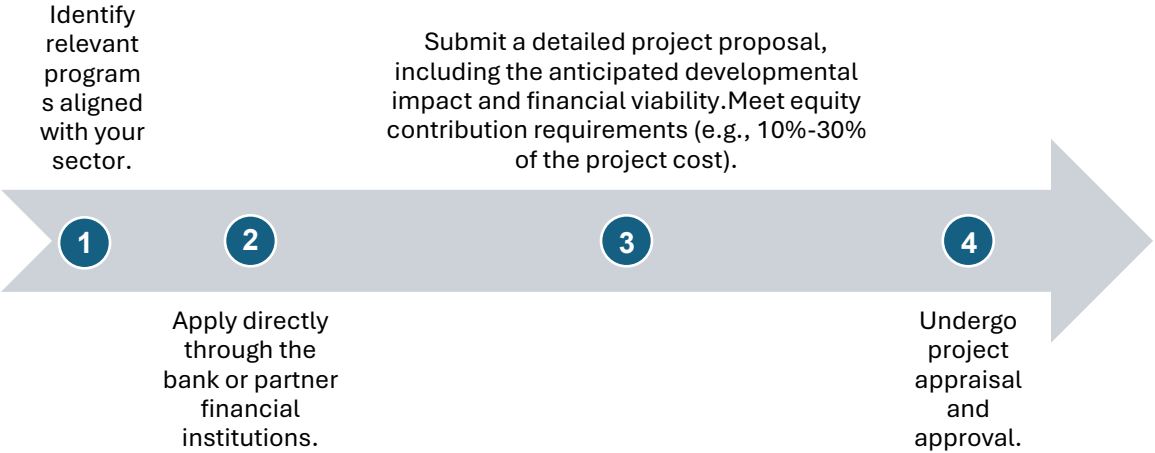 Identify
relevant
program
s aligned
with your
sector.
Submit a detailed project proposal,
including the anticipated developmental
impact and financial viability.Meet equity
contribution requirements (e.g., 10%-30%
of the project cost).
1
2
3
4
Apply directly
through the
bank or partner
financial
institutions.
Undergo
project
appraisal
and
approval.